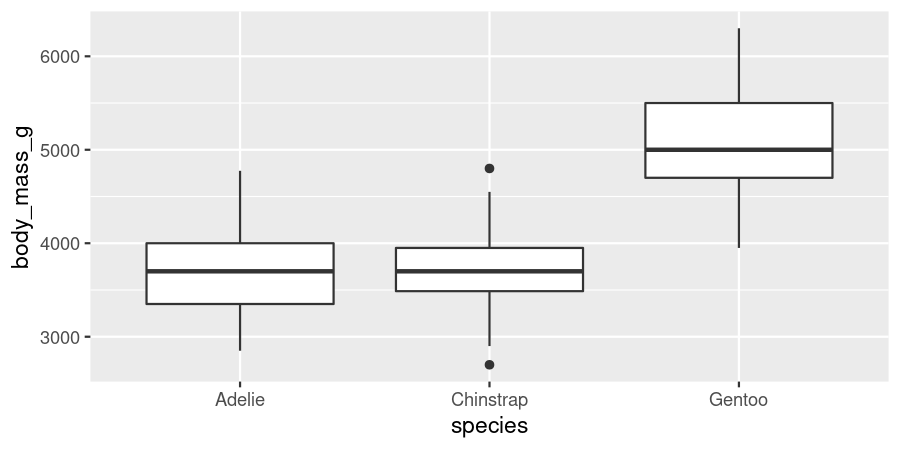 body_mass_g
6000
5000
4000
3000
Adelie Chinstrap Gentoo
species